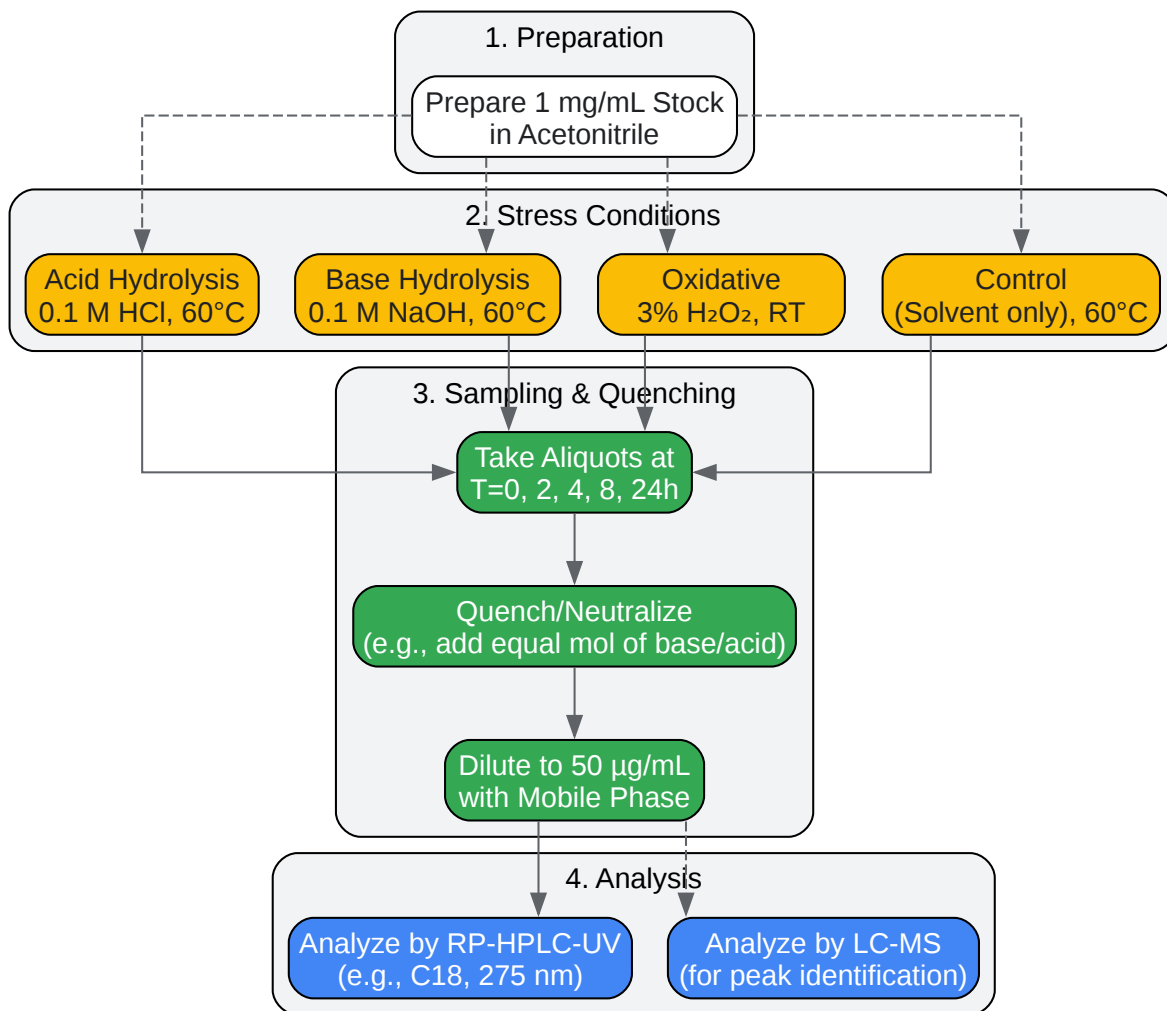 1. Preparation
Prepare 1 mg/mL Stock
in Acetonitrile
2. Stress Conditions
Acid Hydrolysis
0.1 M HCl, 60°C
Base Hydrolysis
0.1 M NaOH, 60°C
Oxidative
3% H₂O₂, RT
Control
(Solvent only), 60°C
3. Sampling & Quenching
Take Aliquots at
T=0, 2, 4, 8, 24h
Quench/Neutralize
(e.g., add equal mol of base/acid)
Dilute to 50 µg/mL
with Mobile Phase
4. Analysis
Analyze by RP-HPLC-UV
(e.g., C18, 275 nm)
Analyze by LC-MS
(for peak identification)